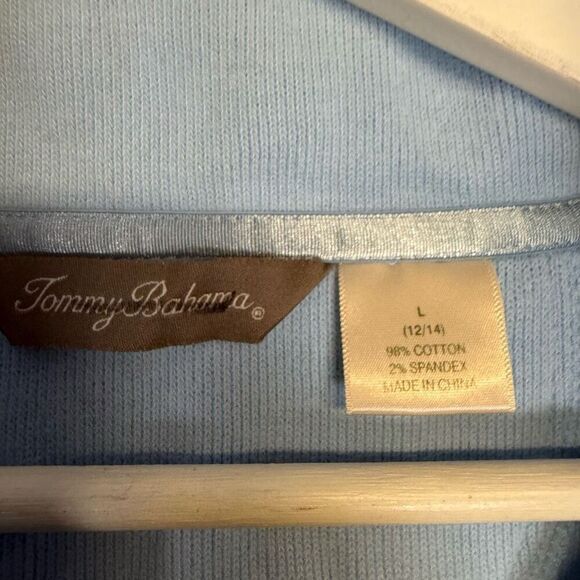 Tommy Bahama®
L
(12/14)
98% COTTON
2% SPANDEX
MADE IN CHINA